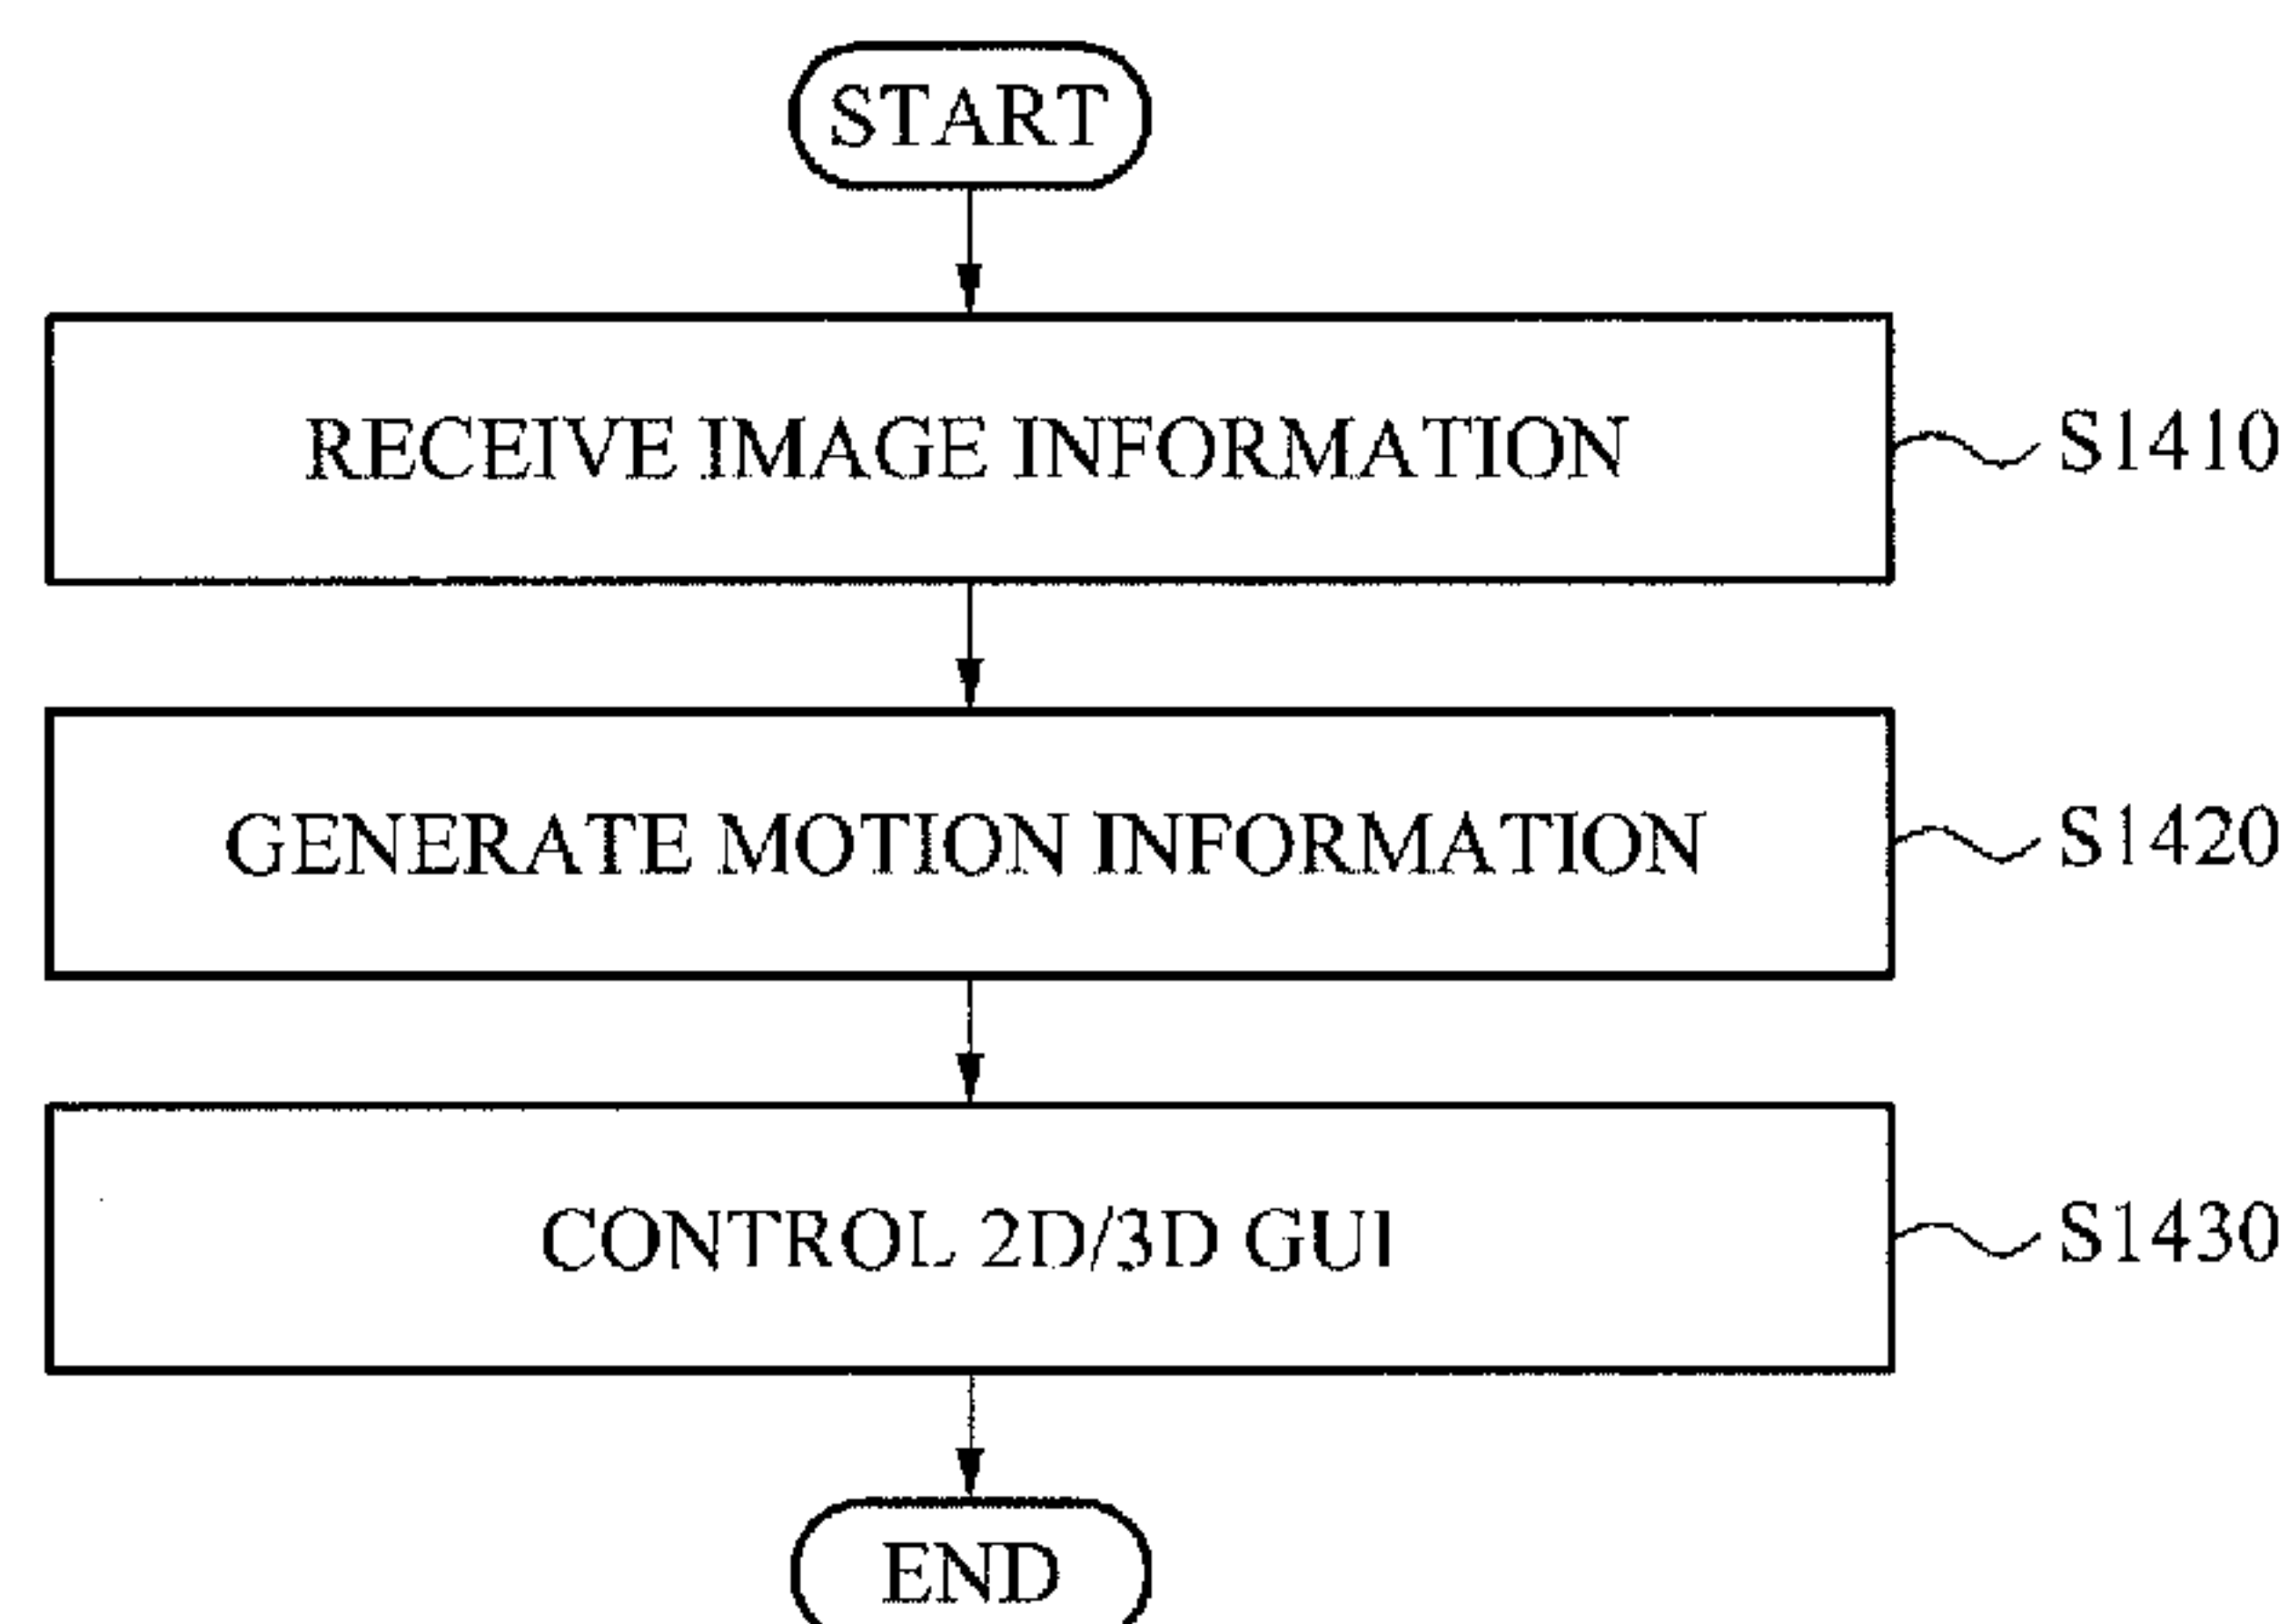 START
RECEIVE IMAGE INFORMATION
S1410
GENERATE MOTION INFORMATION
S1420
CONTROL 2D/3D GUI
S1430
END